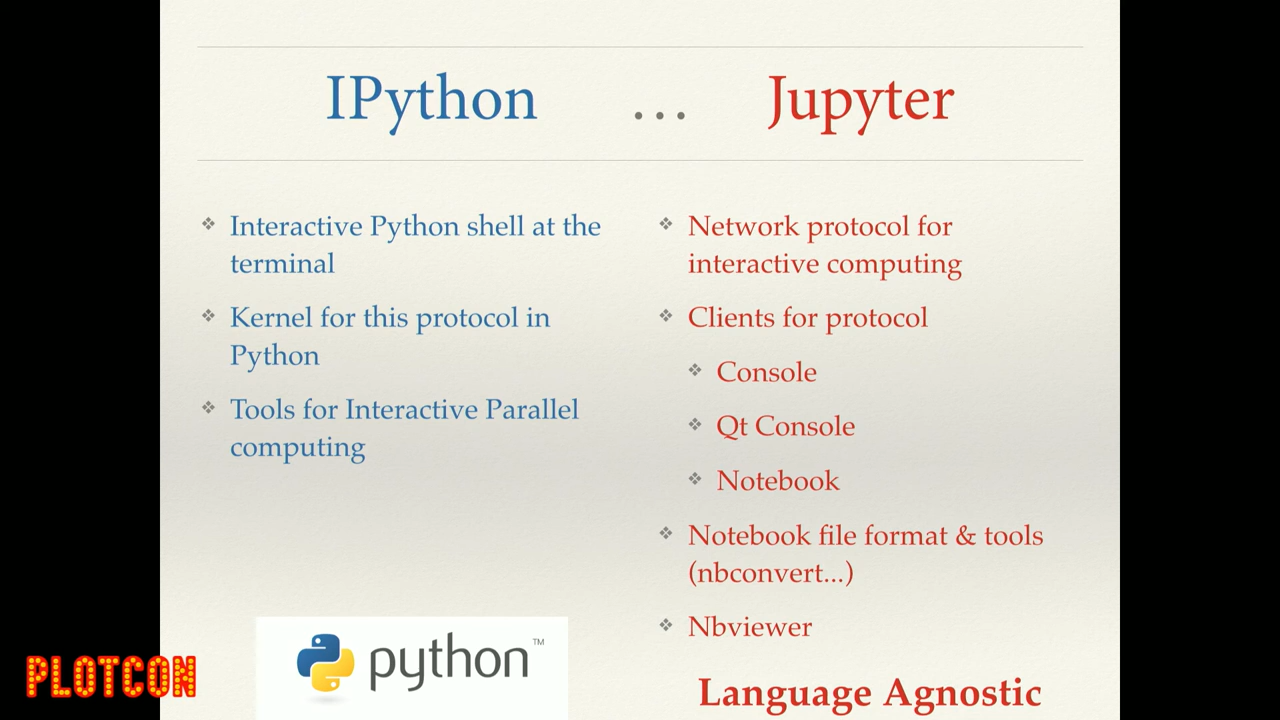 IPython ... Jupyter
Interactive Python shell at the
terminal
Kernel for this protocol in
Python
Tools for Interactive Parallel
computing
Network protocol for
interactive computing
Clients for protocol
Console
Qt Console
Notebook
Notebook file format & tools
(nbconvert...)
Nbviewer
python™
Language Agnostic
PLOTCON